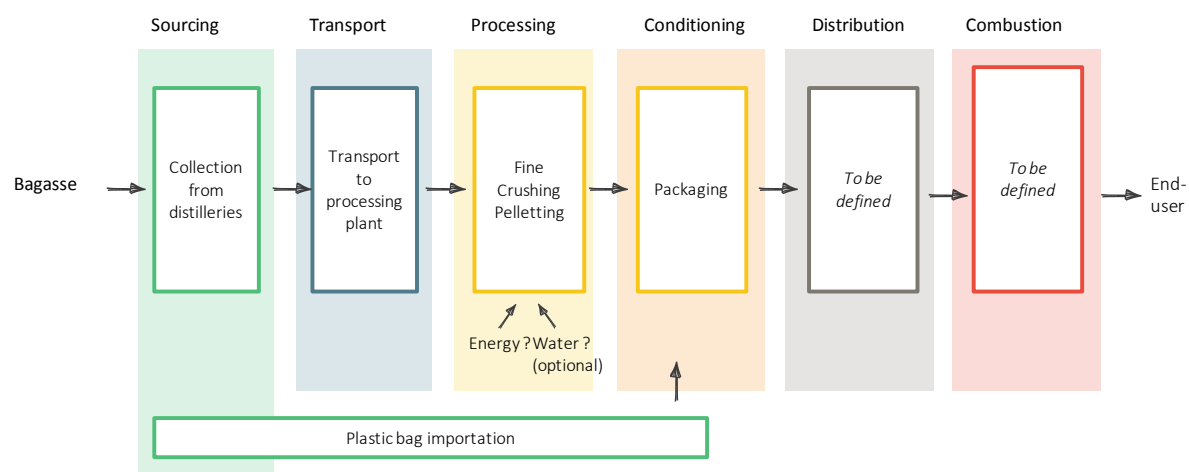 Sourcing
Transport
Processing
Conditioning
Distribution
Combustion
Bagasse
Collection
from
distilleries
Transport
to
processing
plant
Fine
Crushing
Pelletting
Packaging
To be
defined
To be
defined
End-
user
Energy ?
Water ?
(optional)
Plastic bag importation